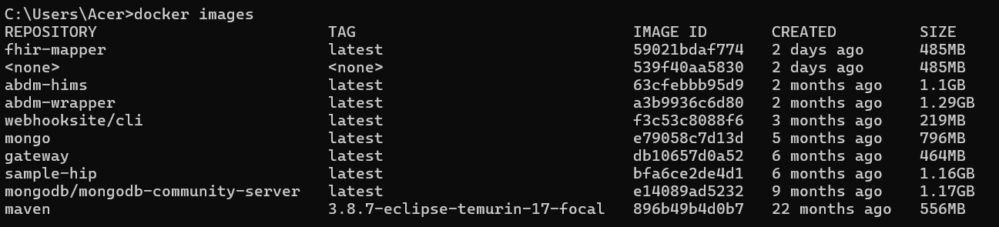 C:\Users\Acer>docker images
REPOSITORY TAG IMAGE ID CREATED SIZE
fhir-mapper latest 59021bdaf774 2 days ago 485MB
<none> <none> 539f40aa5830 2 days ago 485MB
abdm-hims latest 63cfebbb95d9 2 months ago 1.1GB
abdm-wrapper latest a3b9936c6d80 2 months ago 1.29GB
webhooksite/cli latest f3c53c8088f6 3 months ago 219MB
mongo latest e79058c7d13d 5 months ago 796MB
gateway latest db10657d0a52 6 months ago 464MB
sample-hip latest bfa6ce2de4d1 6 months ago 1.16GB
mongodb/mongodb-community-server latest e14089ad5232 9 months ago 1.17GB
maven 3.8.7-eclipse-temurin-17-focal 896b49b4d0b7 22 months ago 556MB